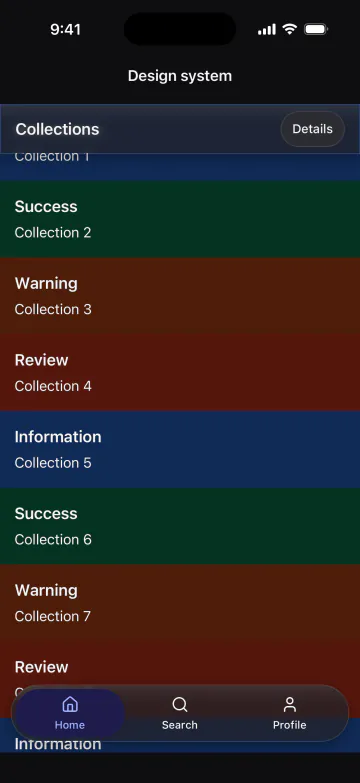 9:41
Design system
Collections
Details
Collection 1
Success
Collection 2
Warning
Collection 3
Review
Collection 4
Information
Collection 5
Success
Collection 6
Warning
Collection 7
Review
Home
Search
Profile
Information